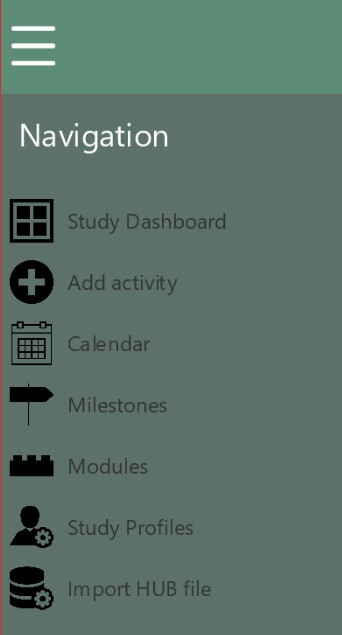 Navigation
Study Dashboard
Add activity
Calendar
Milestones
Modules
Study Profiles
Import HUB file